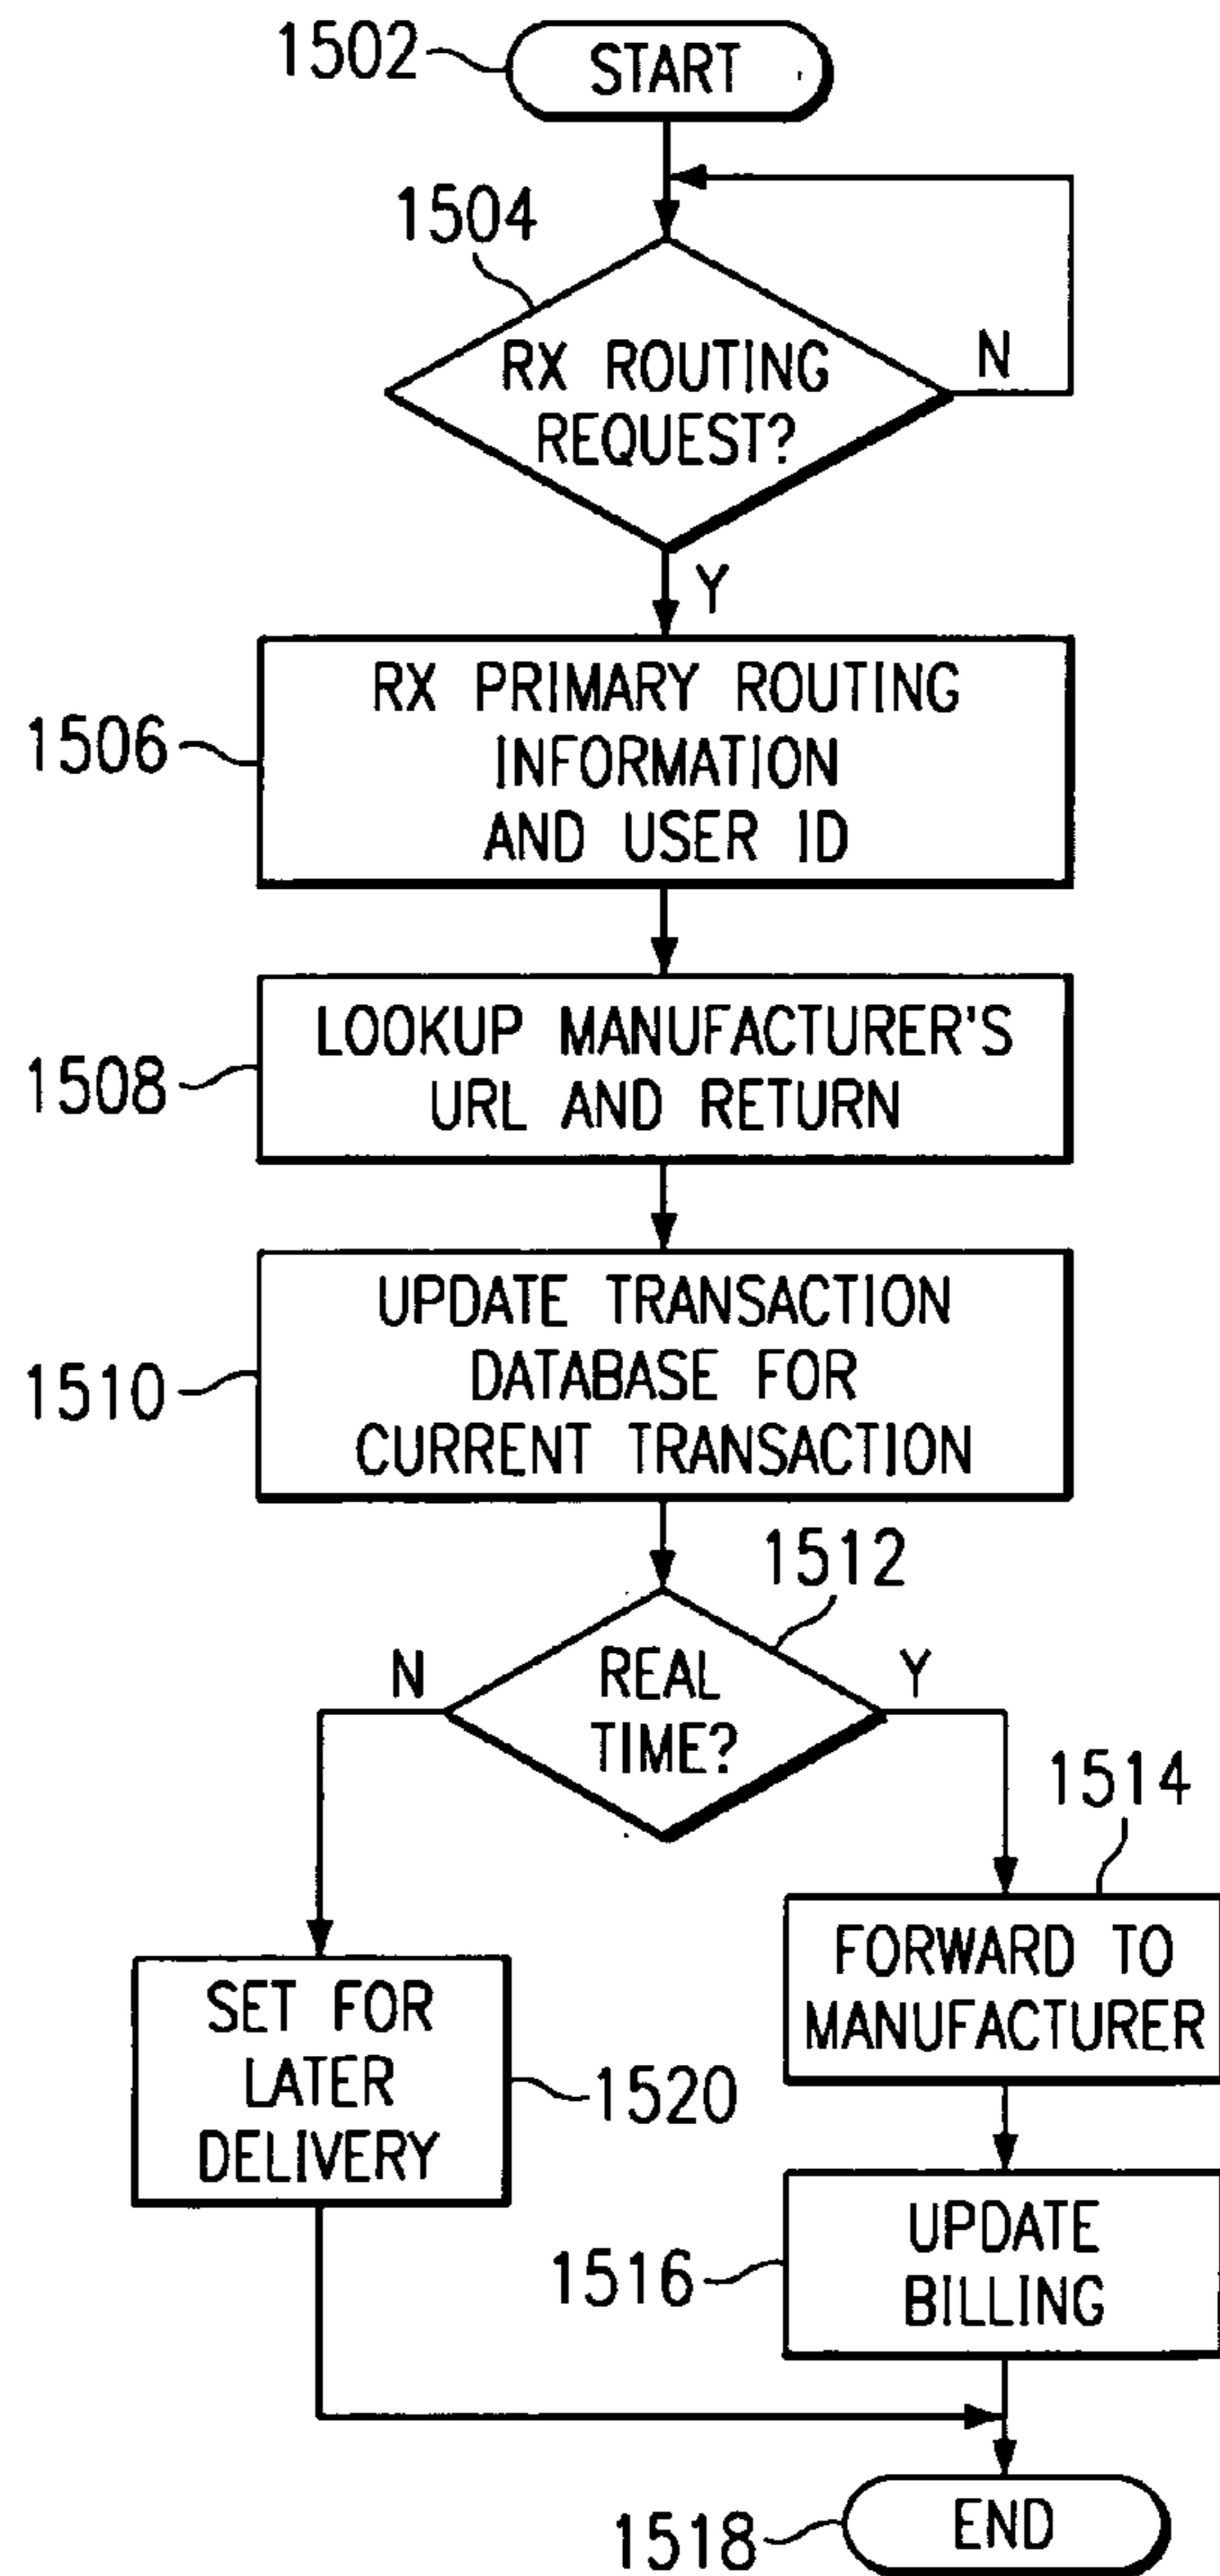 1502
START
1504
RX ROUTING
REQUEST?
N
Y
1506
RX PRIMARY ROUTING
INFORMATION
AND USER ID
1508
LOOKUP MANUFACTURER'S
URL AND RETURN
1510
UPDATE TRANSACTION
DATABASE FOR
CURRENT TRANSACTION
1512
N
REAL
TIME?
Y
1514
FORWARD TO
MANUFACTURER
SET FOR
LATER
DELIVERY
1520
1516
UPDATE
BILLING
1518
END